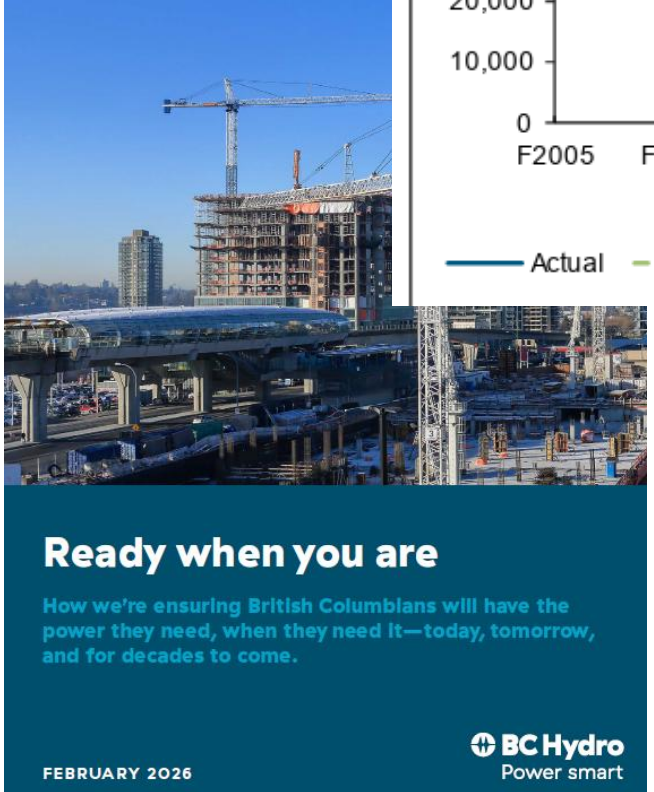 20,000
10,000
0
F2005 F
Actual
Ready when you are
How we’re ensuring British Columbians will have the
power they need, when they need it—today, tomorrow,
and for decades to come.
BC Hydro
Power smart
FEBRUARY 2026